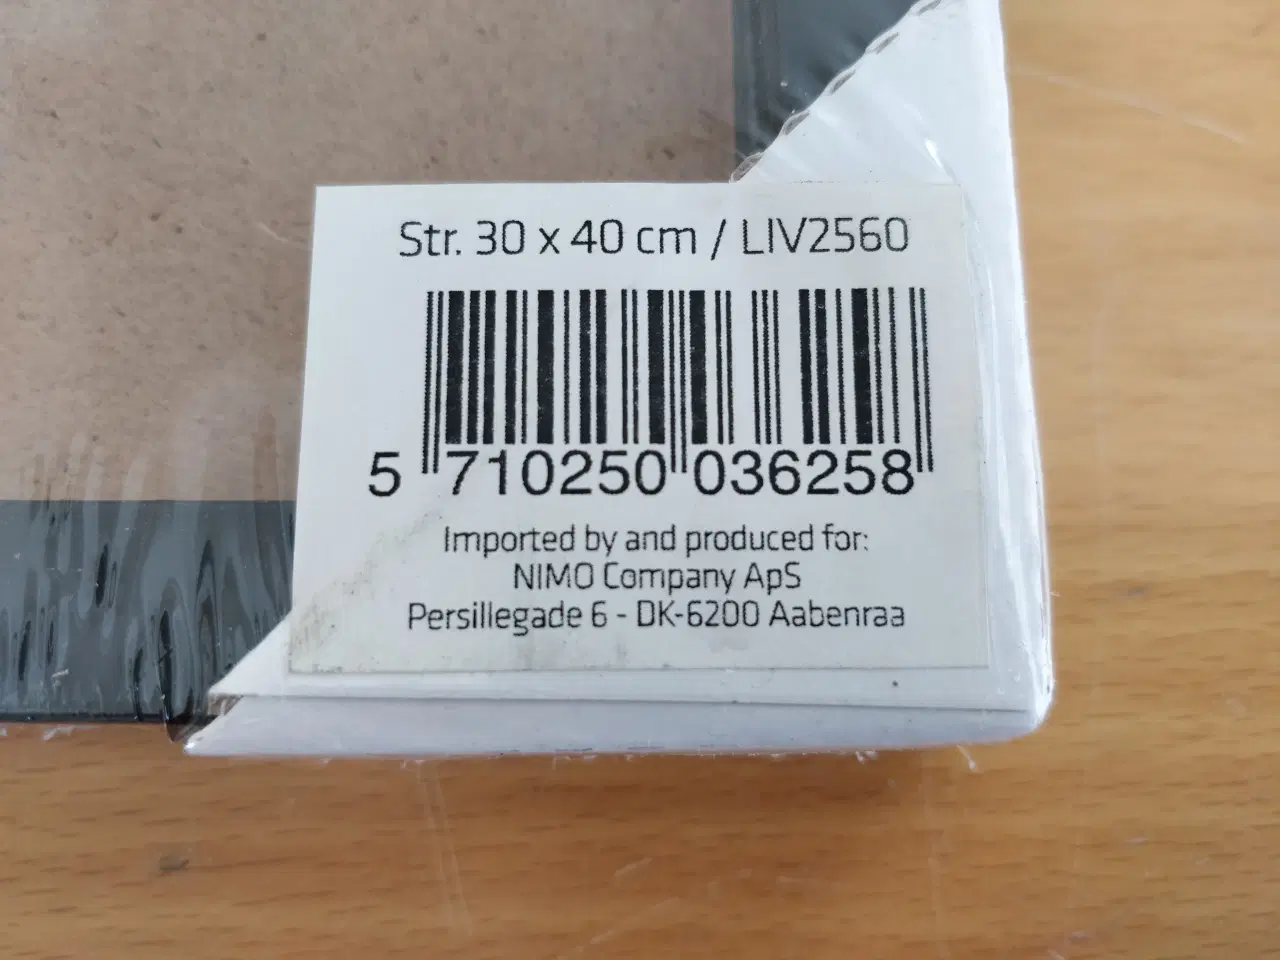 Str. 30 x 40 cm / LIV2560
5 710250 036258
Imported by and produced for:
NIMO Company ApS
Persillegade 6 - DK-6200 Aabenraa